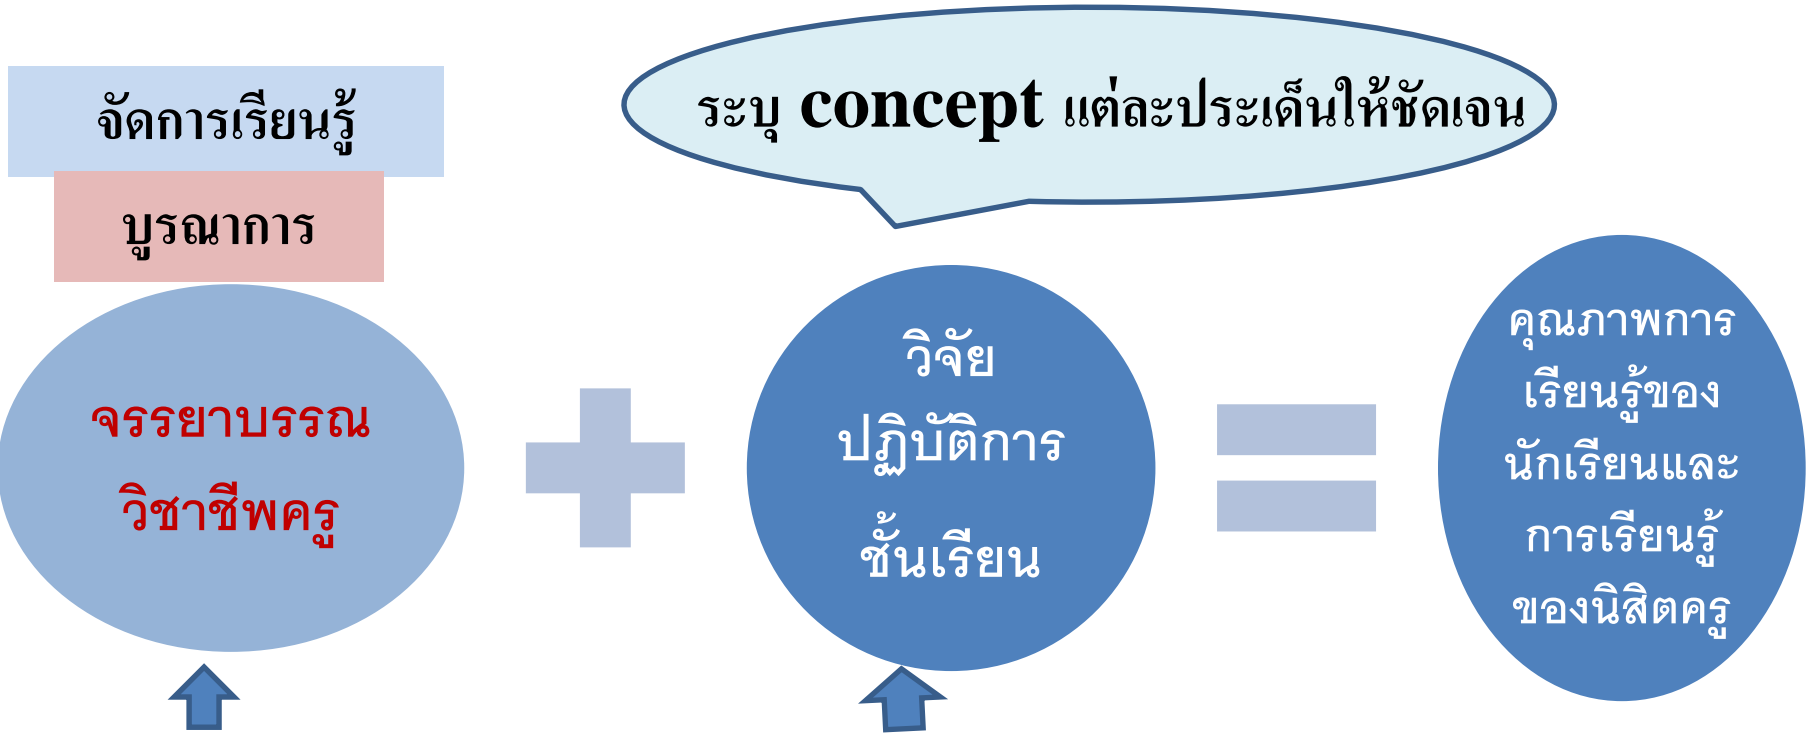 จัดการเรียนรู้
บูรณาการ
จรรยาบรรณ
วิชาชีพครู
ระบุ concept แต่ละประเด็นให้ชัดเจน
วิจัย
ปฏิบัติการ
ชั้นเรียน
คุณภาพการ
เรียนรู้ของ
นักเรียนและ
การเรียนรู้
ของนิสิตครู